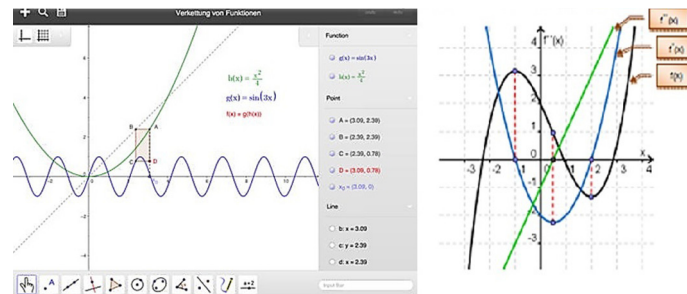 Verkettung von Funktionen
Function
g(x) = sin(3x)
h(x) = x²/4
Point
A = (3.09, 2.39)
B = (2.39, 2.39)
C = (2.39, 0.78)
D = (3.09, 0.78)
x₀ = (3.09, 0)
Line
b: x = 3.09
c: y = 2.39
d: x = 2.39
Input Bar
h(x) = x²/4
g(x) = sin(3x)
f(x) = g(h(x))
B
A
C
D
a=2
f''(x)
f'(x)
f(x)
4
3
2
1
-1
-2
-3
-3 -2 -1 0 1 2 3 4
x